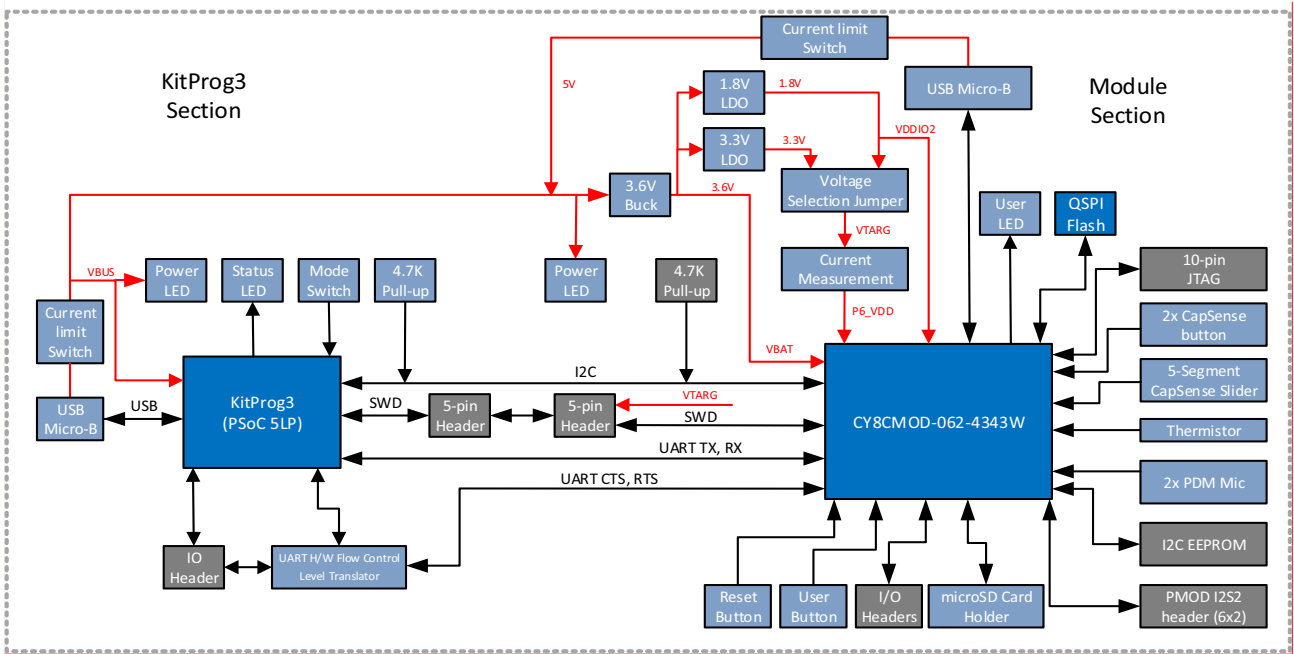 Current limit
Switch
KitProg3
Section
5V
1.8V
LDO
1.8V
USB Micro-B
Module
Section
VDDIO2
3.3V
LDO
3.3V
3.6V
Buck
3.6V
Voltage
Selection Jumper
User
LED
QSPI
Flash
VTARG
VBUS
Power
LED
Status
LED
Mode
Switch
4.7K
Pull-up
Power
LED
4.7K
Pull-up
Current
Measurement
10-pin
JTAG
Current
limit
Switch
P6_VDD
2x CapSense
button
VBAT
KitProg3
(PSoC 5LP)
I2C
5-Segment
CapSense Slider
USB
Micro-B
USB
SWD
5-pin
Header
5-pin
Header
VTARG
SWD
CY8CMOD-062-4343W
Thermistor
UART TX, RX
UART CTS, RTS
2x PDM Mic
I2C EEPROM
IO
Header
UART H/W Flow Control
Level Translator
Reset
Button
User
Button
I/O
Headers
microSD Card
Holder
PMOD I2S2
header (6x2)